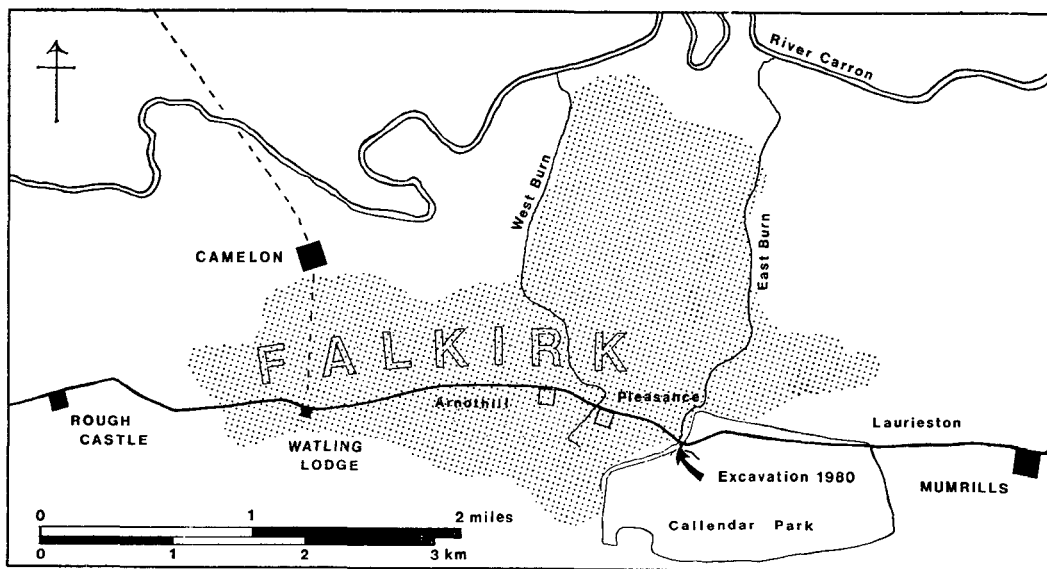 River Carron
West Burn
East Burn
CAMELON
FALKIRK
Arnothill
Pleasance
ROUGH
CASTLE
WATLING
LODGE
Laurieston
MUMRILLS
Excavation 1980
Callendar Park
0 1 2 miles
0 1 2 3 km